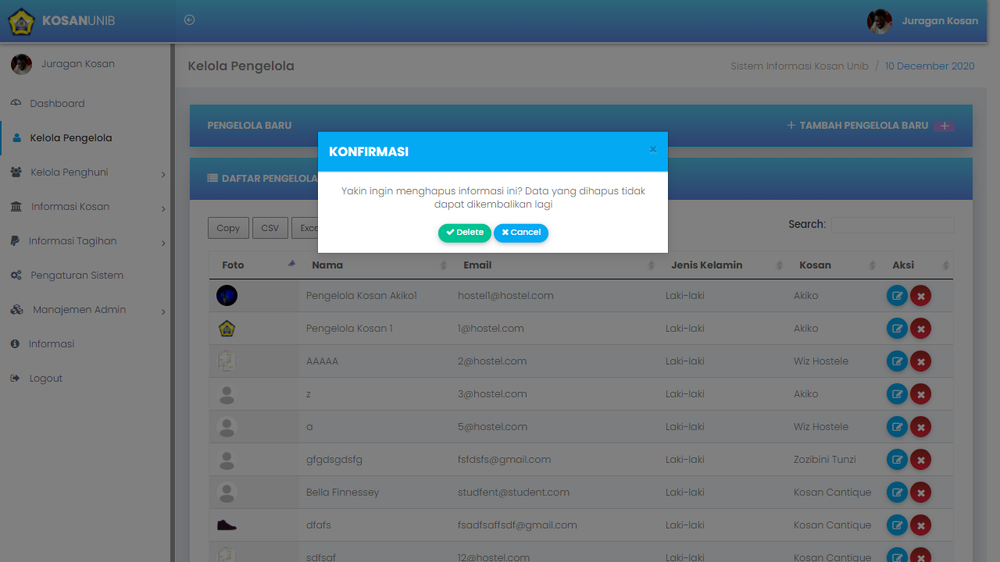 KOSANUNIB
Juragan Kosan
Juragan Kosan
Dashboard
Kelola Pengelola
Kelola Penghuni
Informasi Kosan
Informasi Tagihan
Pengaturan Sistem
Manajemen Admin
Informasi
Logout
Kelola Pengelola
Sistem Informasi Kosan Unib / 10 December 2020
PENGELOLA BARU
+ TAMBAH PENGELOLA BARU +
DAFTAR PENGELOLA
KONFIRMASI ×
Yakin ingin menghapus informasi ini? Data yang dihapus tidak
dapat dikembalikan lagi
Delete Cancel
Copy CSV Exce
Search:
Foto Nama Email Jenis Kelamin Kosan Aksi
Pengelola Kosan Akiko1 hostel1@hostel.com Laki-laki Akiko
Pengelola Kosan 1 1@hostel.com Laki-laki Akiko
AAAAA 2@hostel.com Laki-laki Wiz Hostele
z 3@hostel.com Laki-laki Akiko
a 5@hostel.com Laki-laki Wiz Hostele
gfgdsgdsfg fsfdsfs@gmail.com Laki-laki Zozibini Tunzi
Bella Finnessey studfent@student.com Laki-laki Kosan Cantique
dfafs fsadfsaffsdf@gmail.com Laki-laki Kosan Cantique
sdfsaf 12@hostel.com Laki-laki Kosan Cantique